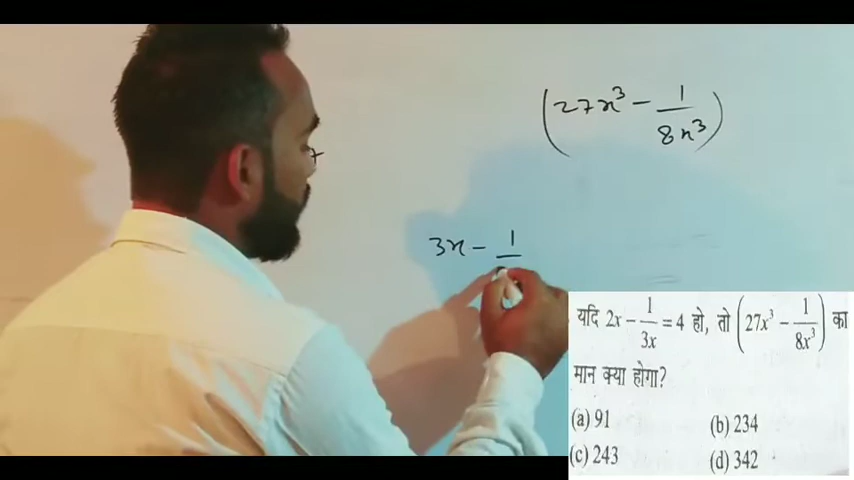 (27x³ - 1/8x³)
3x - 1/
यदि 2x - 1/3x = 4 हो, तो (27x³ - 1/8x³) का
मान क्या होगा?
(a) 91 (b) 234
(c) 243 (d) 342